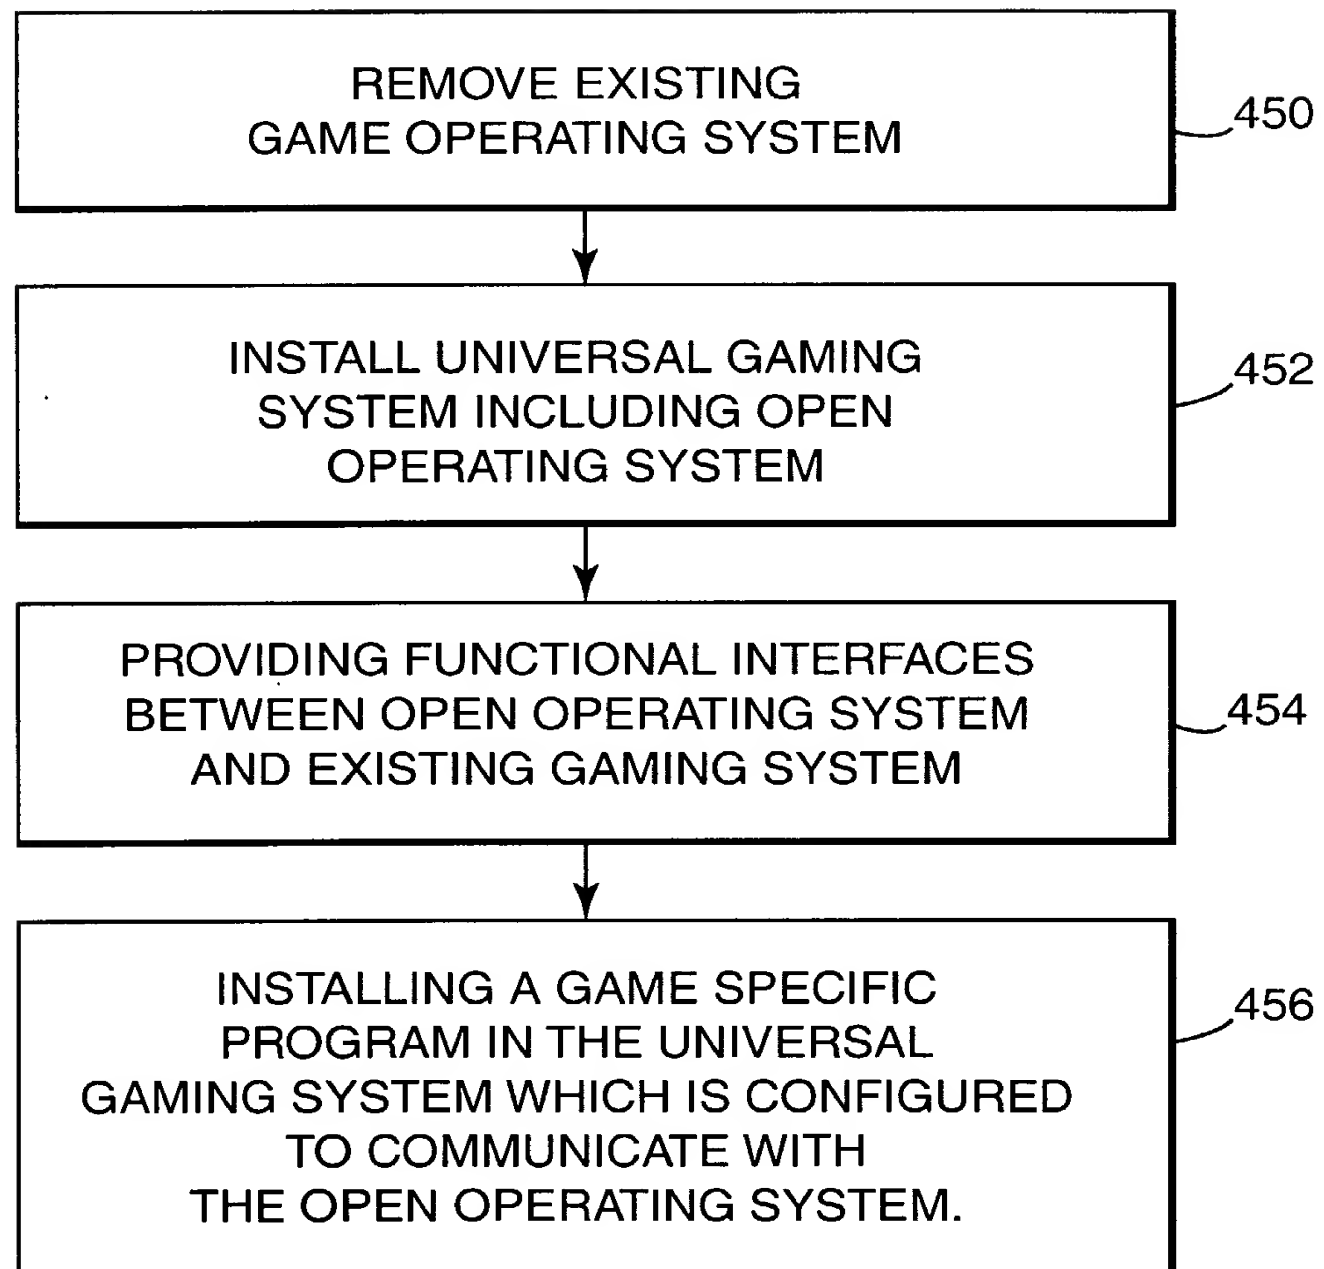 REMOVE EXISTING
GAME OPERATING SYSTEM
450
INSTALL UNIVERSAL GAMING
SYSTEM INCLUDING OPEN
OPERATING SYSTEM
452
PROVIDING FUNCTIONAL INTERFACES
BETWEEN OPEN OPERATING SYSTEM
AND EXISTING GAMING SYSTEM
454
INSTALLING A GAME SPECIFIC
PROGRAM IN THE UNIVERSAL
GAMING SYSTEM WHICH IS CONFIGURED
TO COMMUNICATE WITH
THE OPEN OPERATING SYSTEM.
456